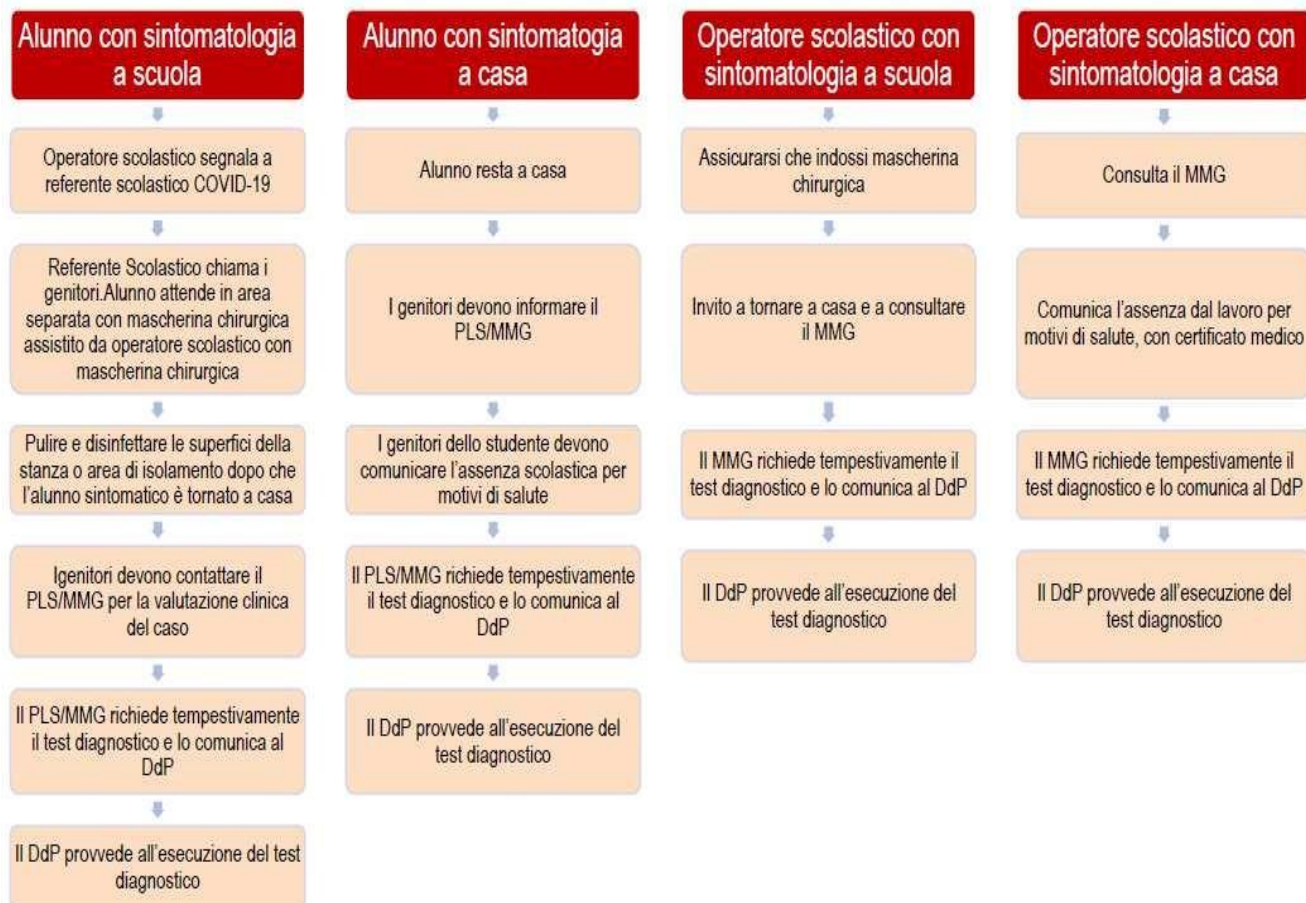 Alunno con sintomatologia
a scuola
Operatore scolastico segnala a
referente scolastico COVID-19
Referente Scolastico chiama i
genitori.Alunno attende in area
separata con mascherina chirurgica
assistito da operatore scolastico con
mascherina chirurgica
Pulire e disinfettare le superfici della
stanza o area di isolamento dopo che
l'alunno sintomatico è tornato a casa
Igenitori devono contattare il
PLS/MMG per la valutazione clinica
del caso
Il PLS/MMG richiede tempestivamente
il test diagnostico e lo comunica al
DdP
Il DdP provvede all'esecuzione del test
diagnostico
Alunno con sintomatogia
a casa
Alunno resta a casa
I genitori devono informare il
PLS/MMG
I genitori dello studente devono
comunicare l'assenza scolastica per
motivi di salute
Il PLS/MMG richiede tempestivamente
il test diagnostico e lo comunica al
DdP
Il DdP provvede all'esecuzione del
test diagnostico
Operatore scolastico con
sintomatologia a scuola
Assicurarsi che indossi mascherina
chirurgica
Invito a tornare a casa e a consultare
il MMG
Il MMG richiede tempestivamente il
test diagnostico e lo comunica al DdP
Il DdP provvede all'esecuzione del
test diagnostico
Operatore scolastico con
sintomatologia a casa
Consulta il MMG
Comunica l'assenza dal lavoro per
motivi di salute, con certificato medico
Il MMG richiede tempestivamente il
test diagnostico e lo comunica al DdP
Il DdP provvede all'esecuzione del
test diagnostico